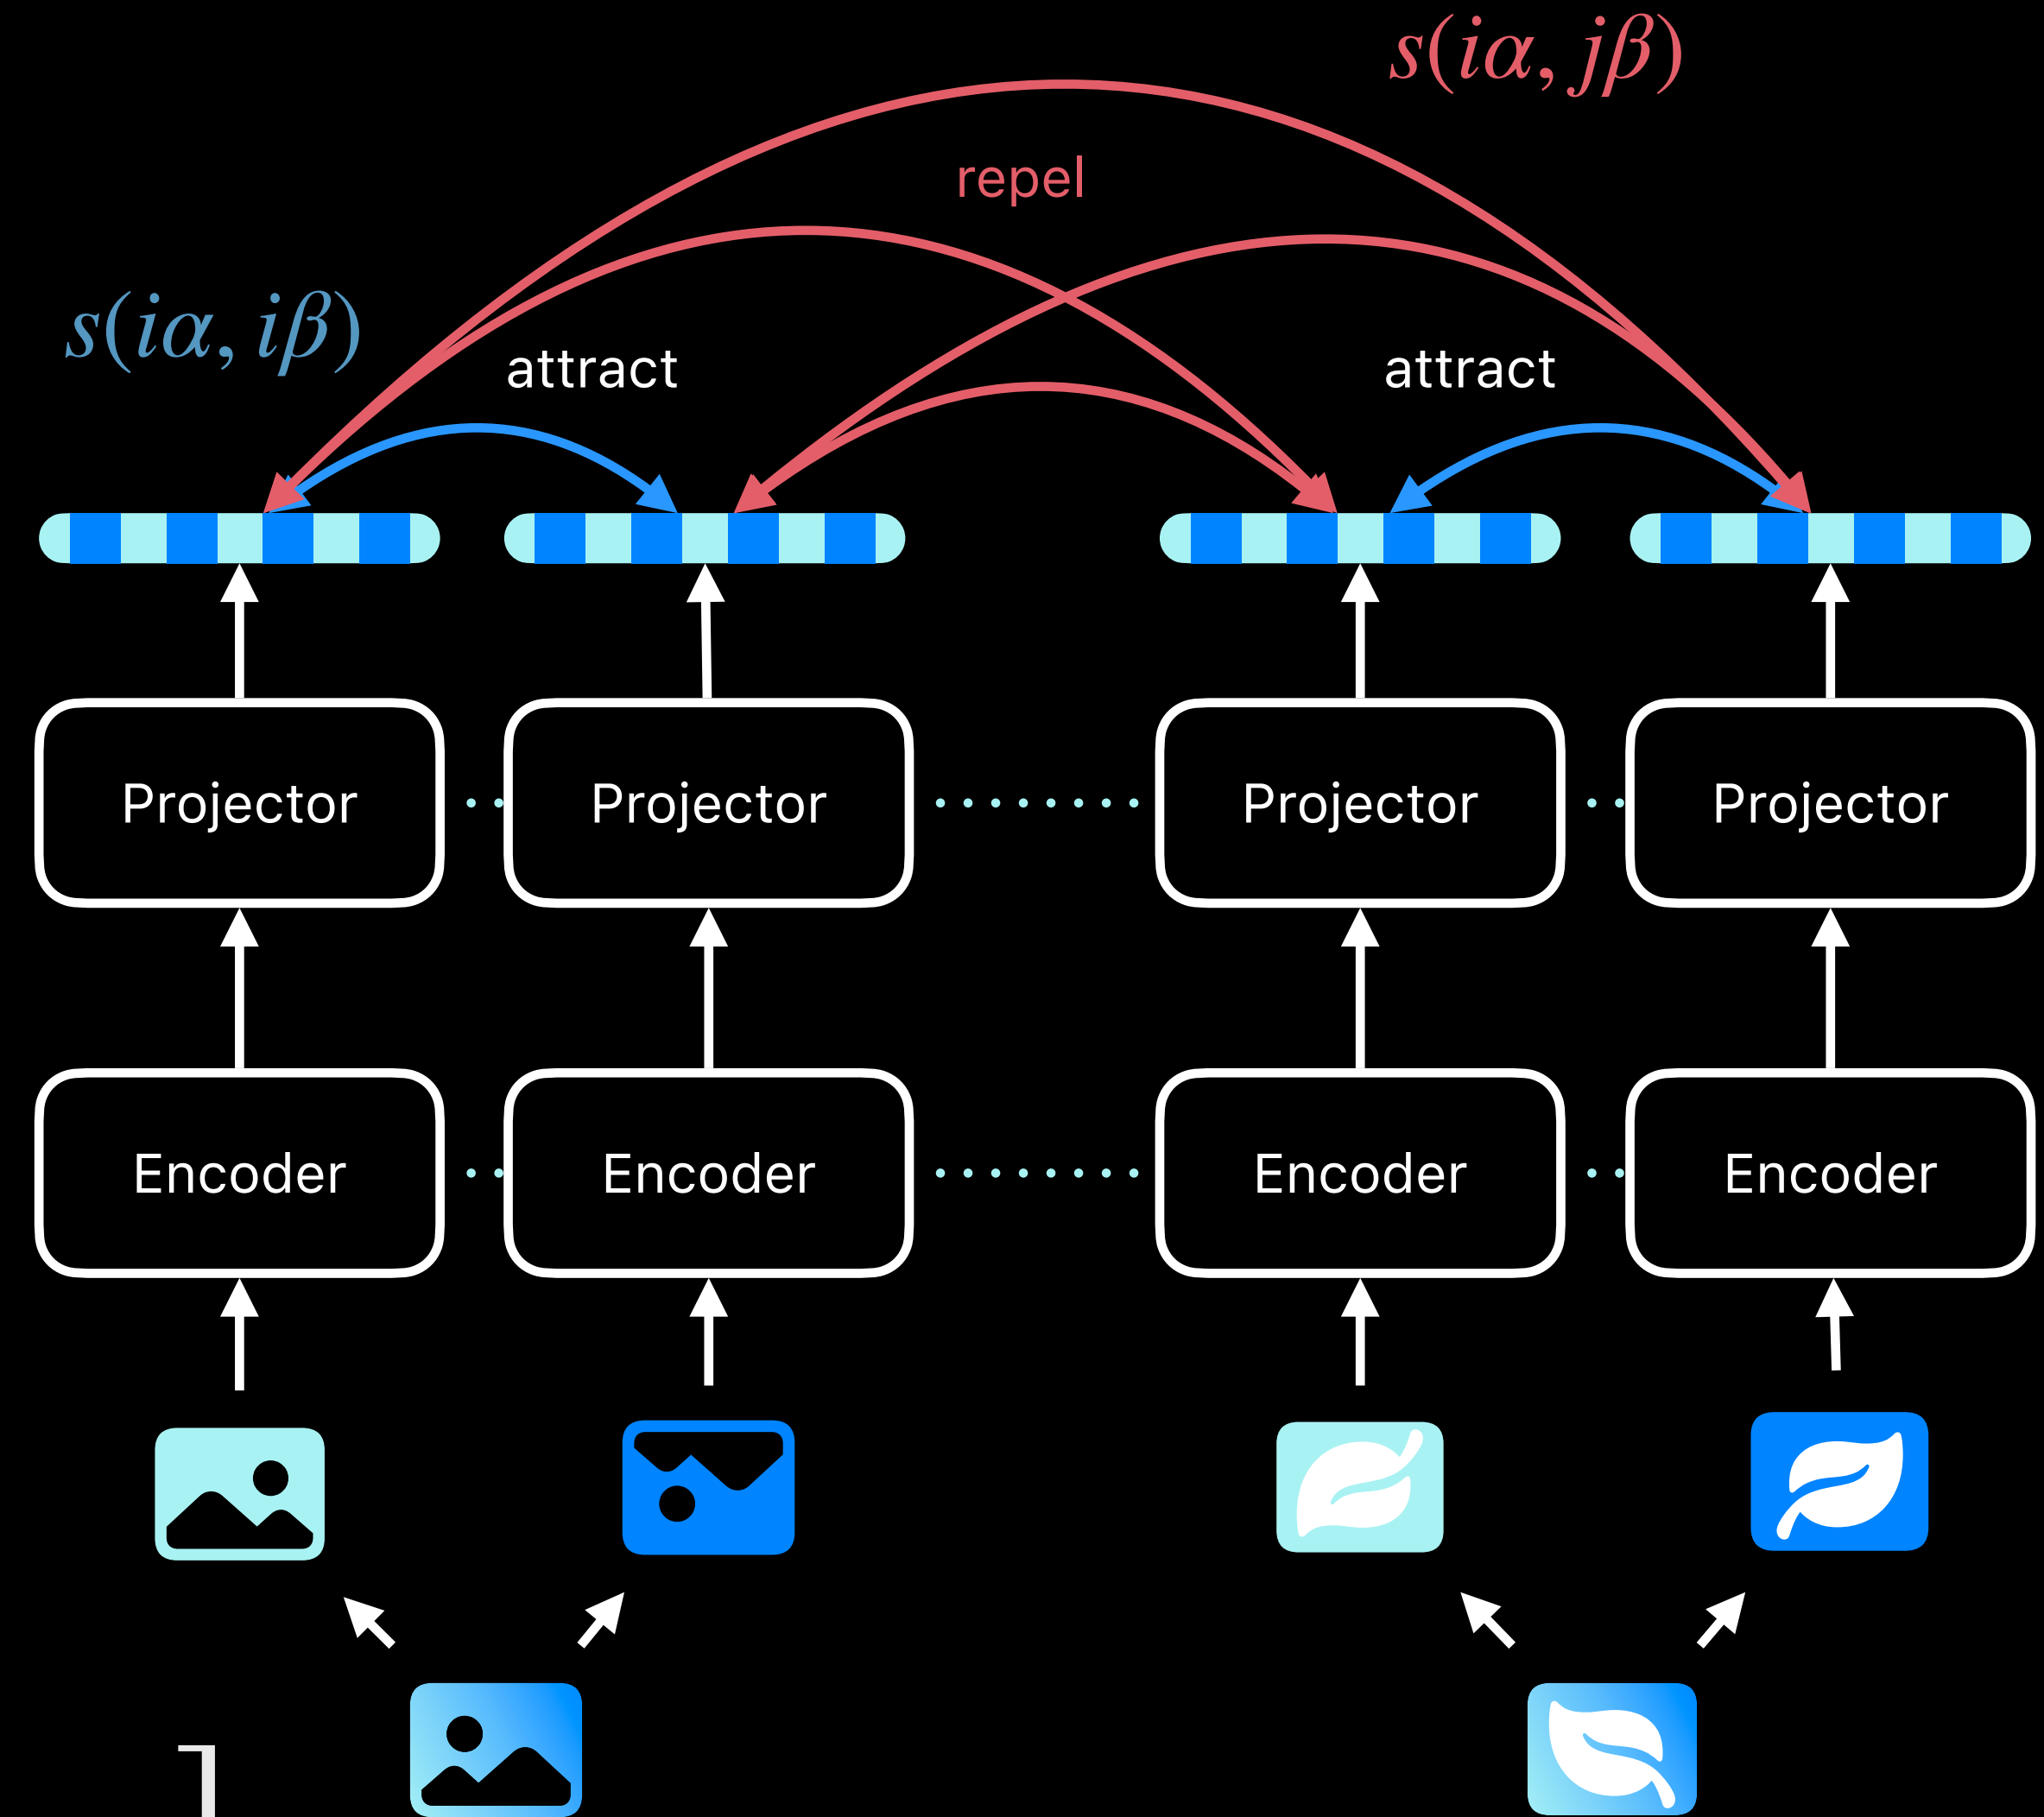 s(iα, jβ)
repel
s(iα, iβ)
attract attract
Projector Projector Projector Projector
Encoder Encoder Encoder Encoder
]